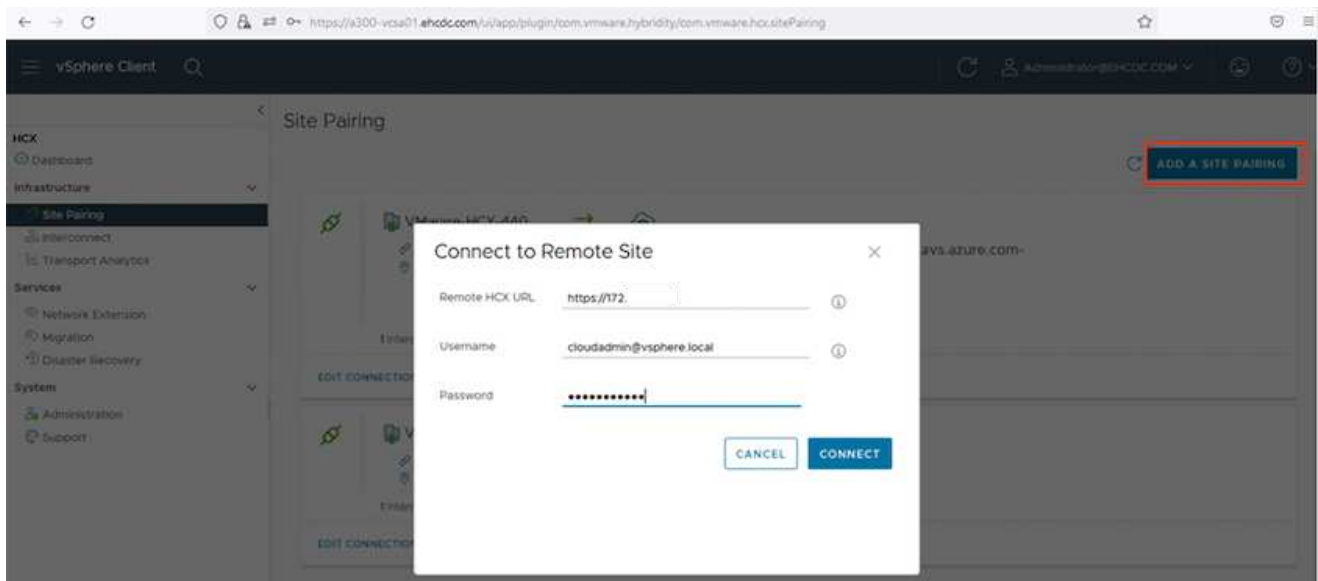 https://a300-vcsa01.ehcdc.com/ui/app/plugin/com.vmware.hybridity/com.vmware.hcx.sitePairing
vSphere Client
Administrator@EHCDC.COM
Site Pairing
ADD A SITE PAIRING
HCX
Dashboard
Infrastructure
Site Pairing
Interconnect
Transport Analytics
Services
Network Extension
Migration
Disaster Recovery
System
Administration
Support
VMware-HCX-440
avs.azure.com-
EDIT CONNECTION
EDIT CONNECTION
Connect to Remote Site
Remote HCX URL https://172.
Username cloudadmin@vsphere.local
Password
CANCEL CONNECT